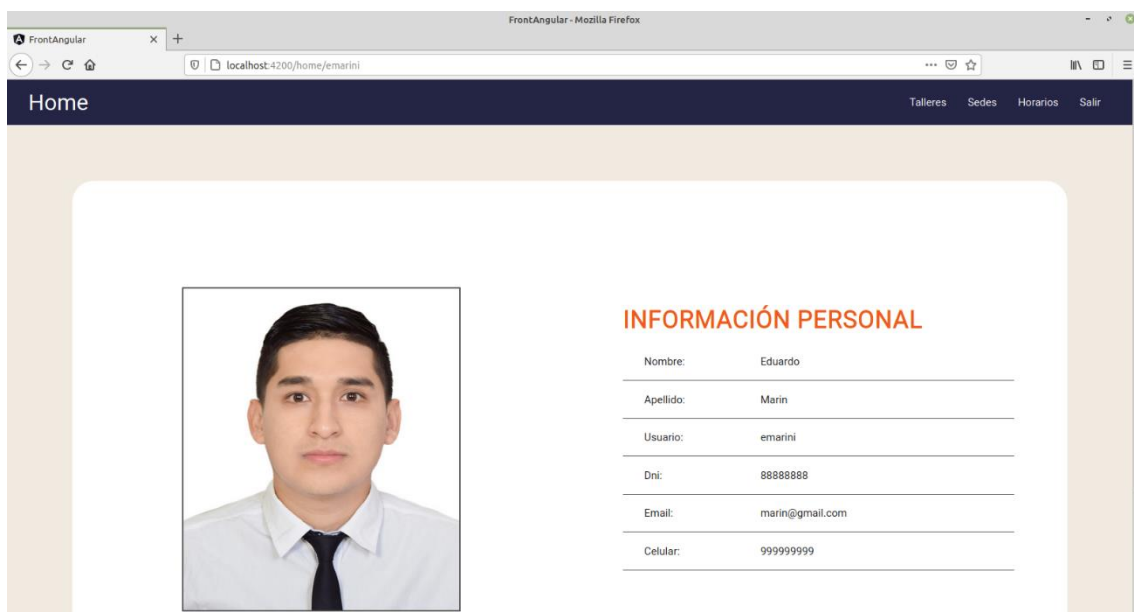 FrontAngular - Mozilla Firefox
FrontAngular
localhost:4200/home/emarini
Home Talleres Sedes Horarios Salir
INFORMACIÓN PERSONAL
Nombre: Eduardo
Apellido: Marin
Usuario: emarini
Dni: 88888888
Email: marin@gmail.com
Celular: 999999999